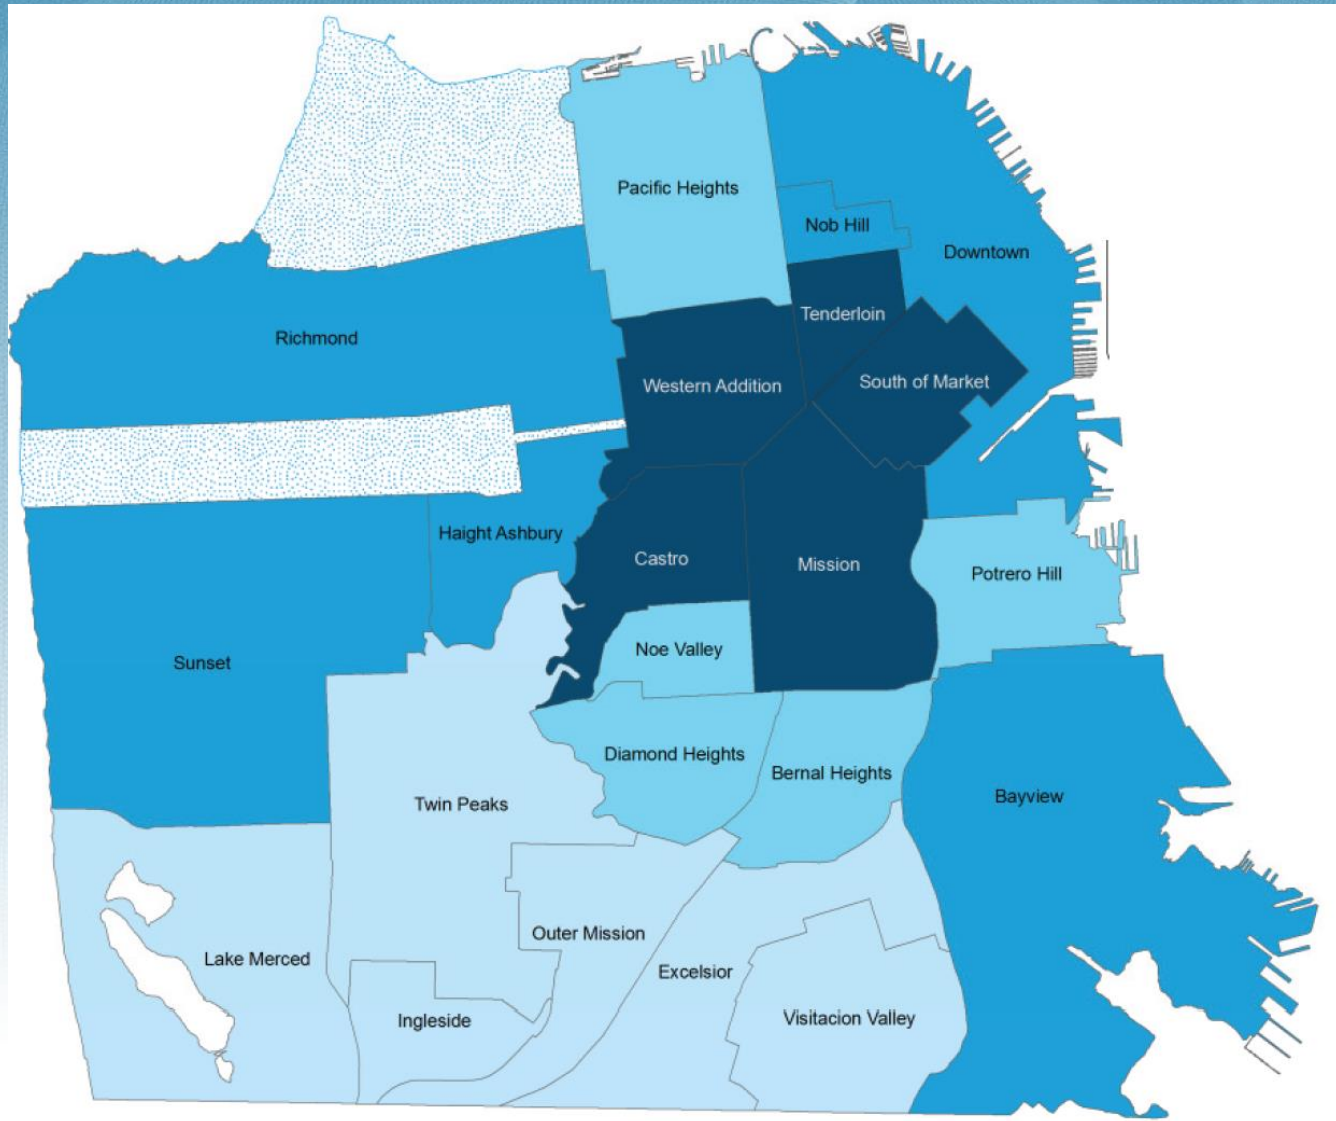 Pacific Heights
Nob Hill
Downtown
Tenderloin
Richmond
Western Addition
South of Market
Haight Ashbury
Castro
Mission
Potrero Hill
Noe Valley
Sunset
Diamond Heights
Bernal Heights
Twin Peaks
Bayview
Outer Mission
Lake Merced
Excelsior
Ingleside
Visitacion Valley